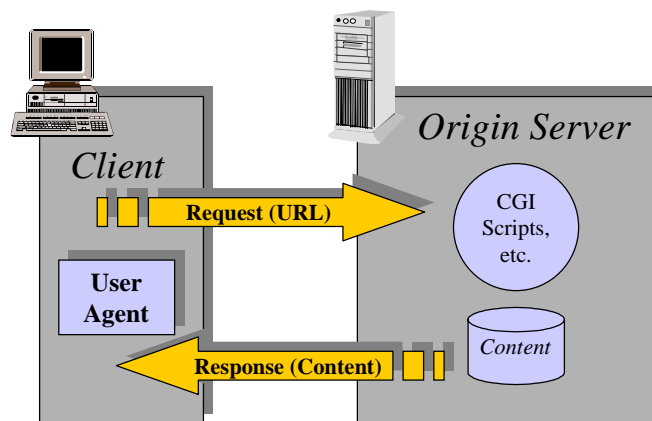 Origin Server
Client
Request (URL)
CGI
Scripts,
etc.
User
Agent
Content
Response (Content)